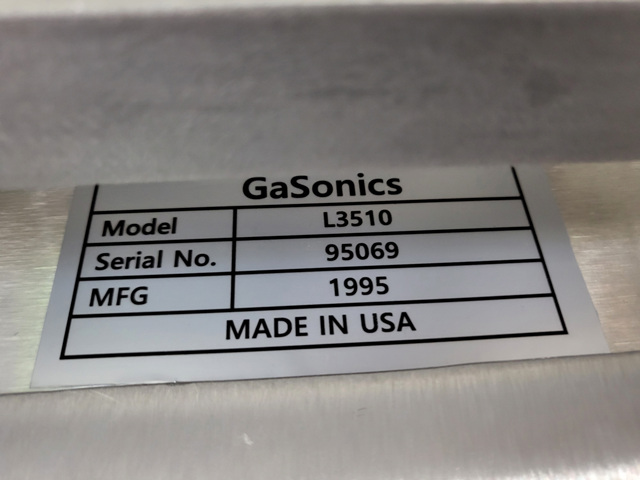 GaSonics
Model L3510
Serial No. 95069
MFG 1995
MADE IN USA